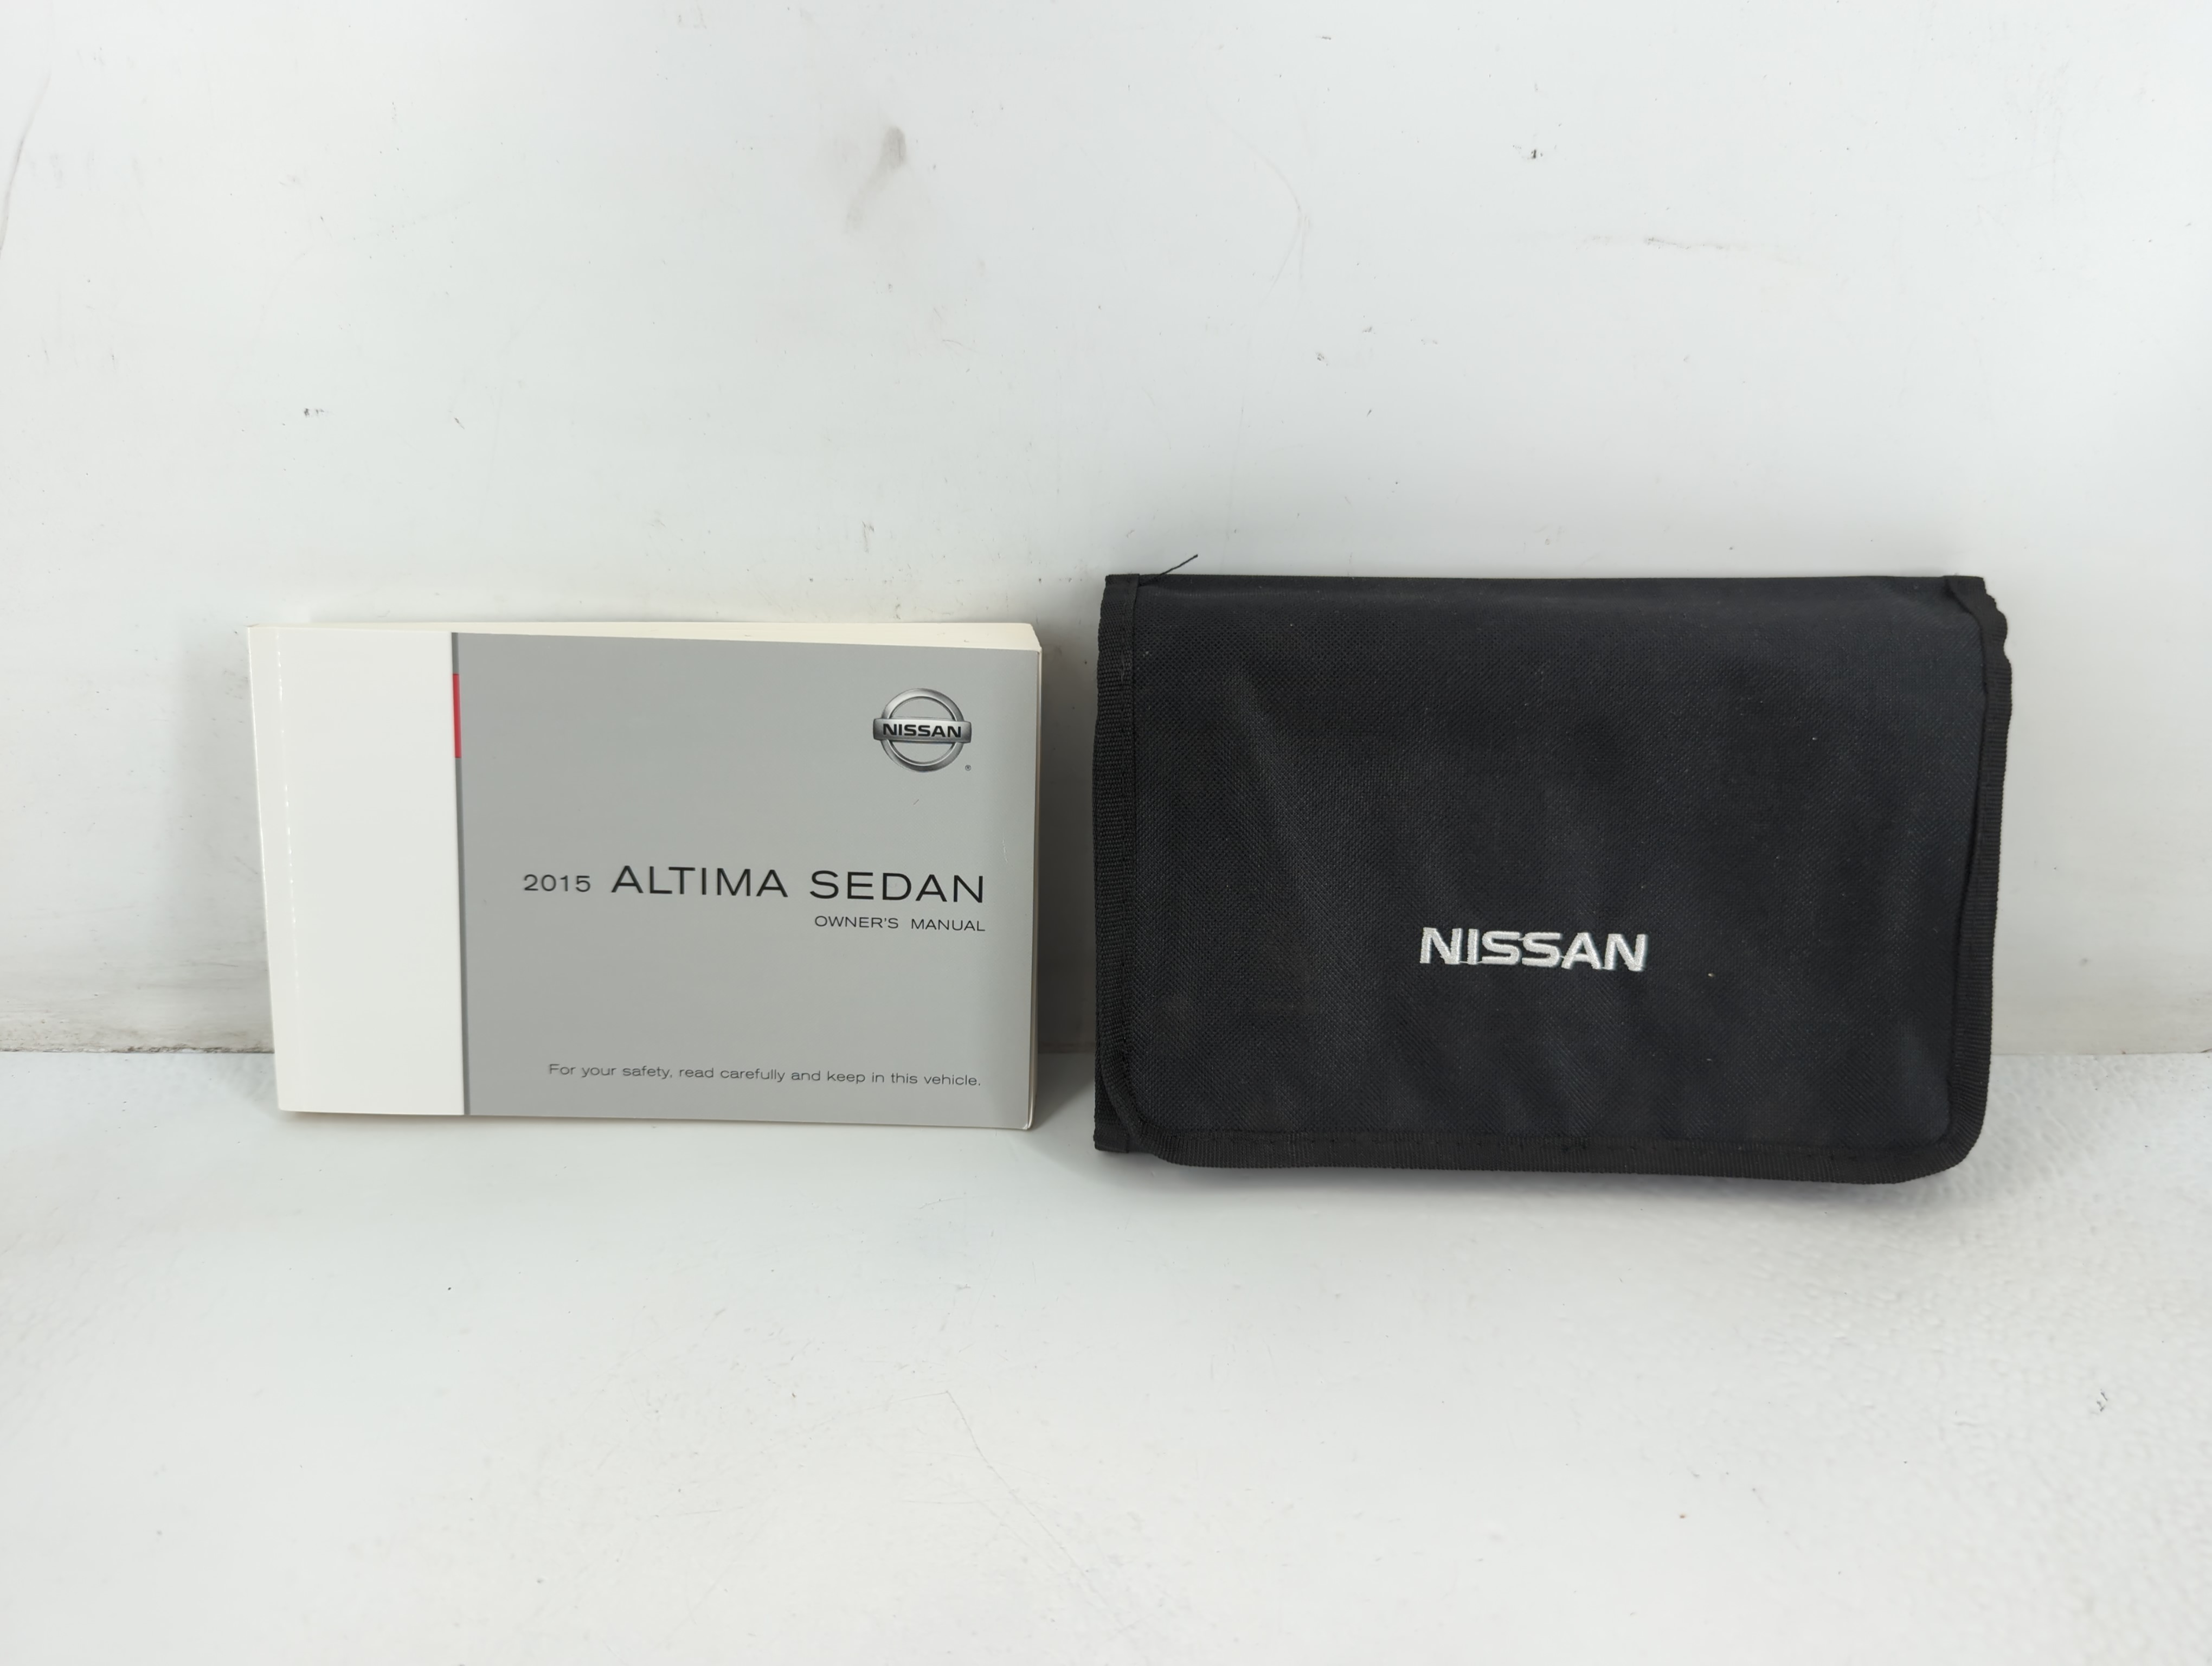 NISSAN
®
2015 ALTIMA SEDAN
OWNER'S MANUAL
For your safety, read carefully and keep in this vehicle.
NISSAN